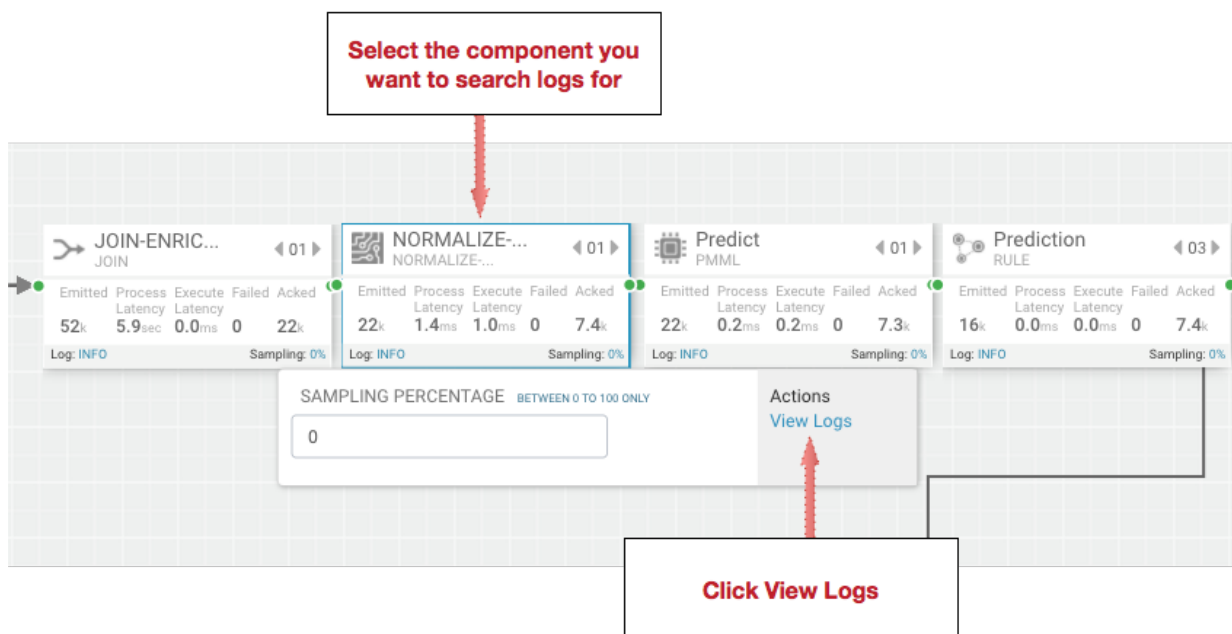 Select the component you
want to search logs for
JOIN-ENRIC...
JOIN
01
Emitted Process Execute Failed Acked
Latency Latency
52k 5.9sec 0.0ms 0 22k
Log: INFO Sampling: 0%
NORMALIZE-...
NORMALIZE-...
01
Emitted Process Execute Failed Acked
Latency Latency
22k 1.4ms 1.0ms 0 7.4k
Log: INFO Sampling: 0%
Predict
PMML
01
Emitted Process Execute Failed Acked
Latency Latency
22k 0.2ms 0.2ms 0 7.3k
Log: INFO Sampling: 0%
Prediction
RULE
03
Emitted Process Execute Failed Acked
Latency Latency
16k 0.0ms 0.0ms 0 7.4k
Log: INFO Sampling: 0%
SAMPLING PERCENTAGE BETWEEN 0 TO 100 ONLY
0
Actions
View Logs
Click View Logs